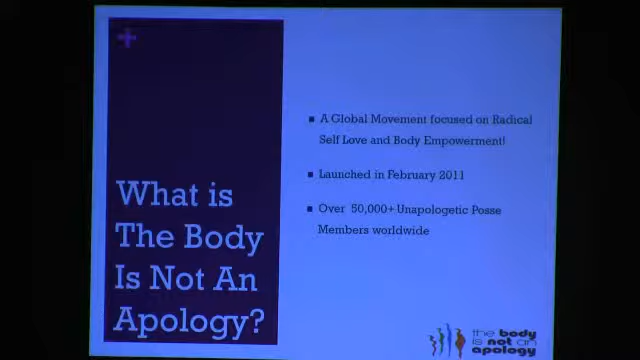 +
What is
The Body
Is Not An
Apology?
■ A Global Movement focused on Radical
Self Love and Body Empowerment!
■ Launched in February 2011
■ Over 50,000+ Unapologetic Posse
Members worldwide
the body
is not an
apology